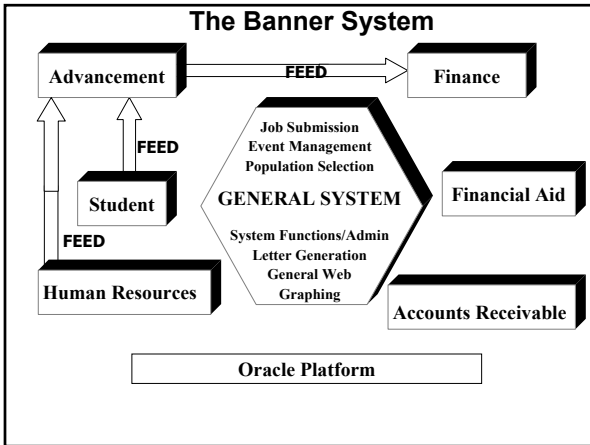 The Banner System
Advancement
FEED
Finance
Job Submission
Event Management
Population Selection
GENERAL SYSTEM
System Functions/Admin
Letter Generation
General Web
Graphing
FEED
Student
Financial Aid
FEED
Human Resources
Accounts Receivable
Oracle Platform